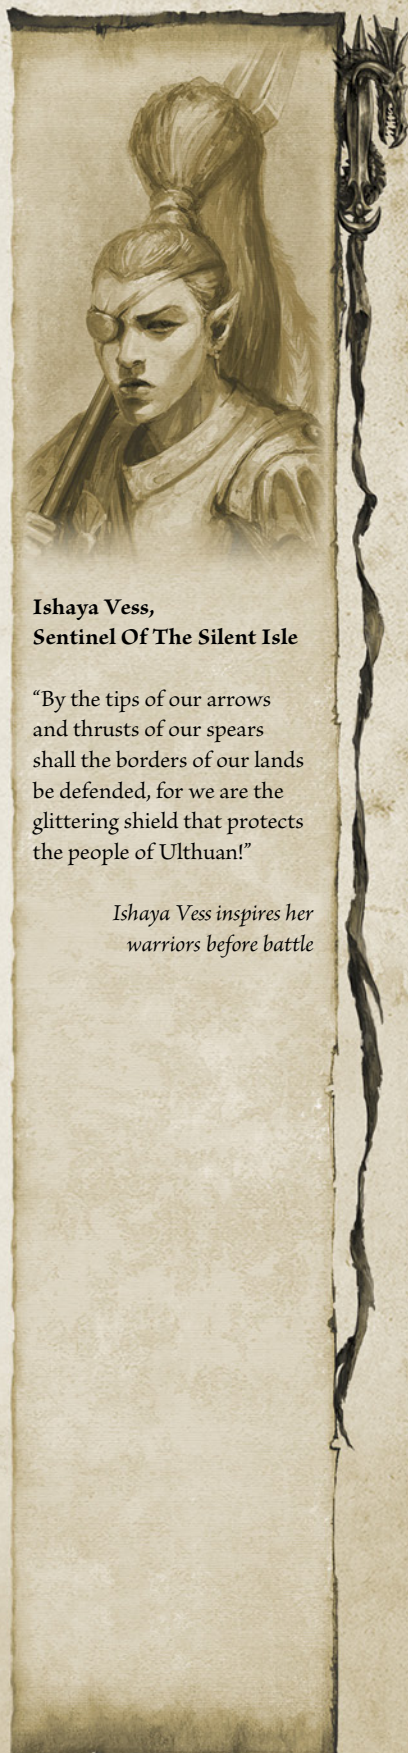 Ishaya Vess,
Sentinel Of The Silent Isle
“By the tips of our arrows
and thrusts of our spears
shall the borders of our lands
be defended, for we are the
glittering shield that protects
the people of Ulthuan!”
Ishaya Vess inspires her
warriors before battle